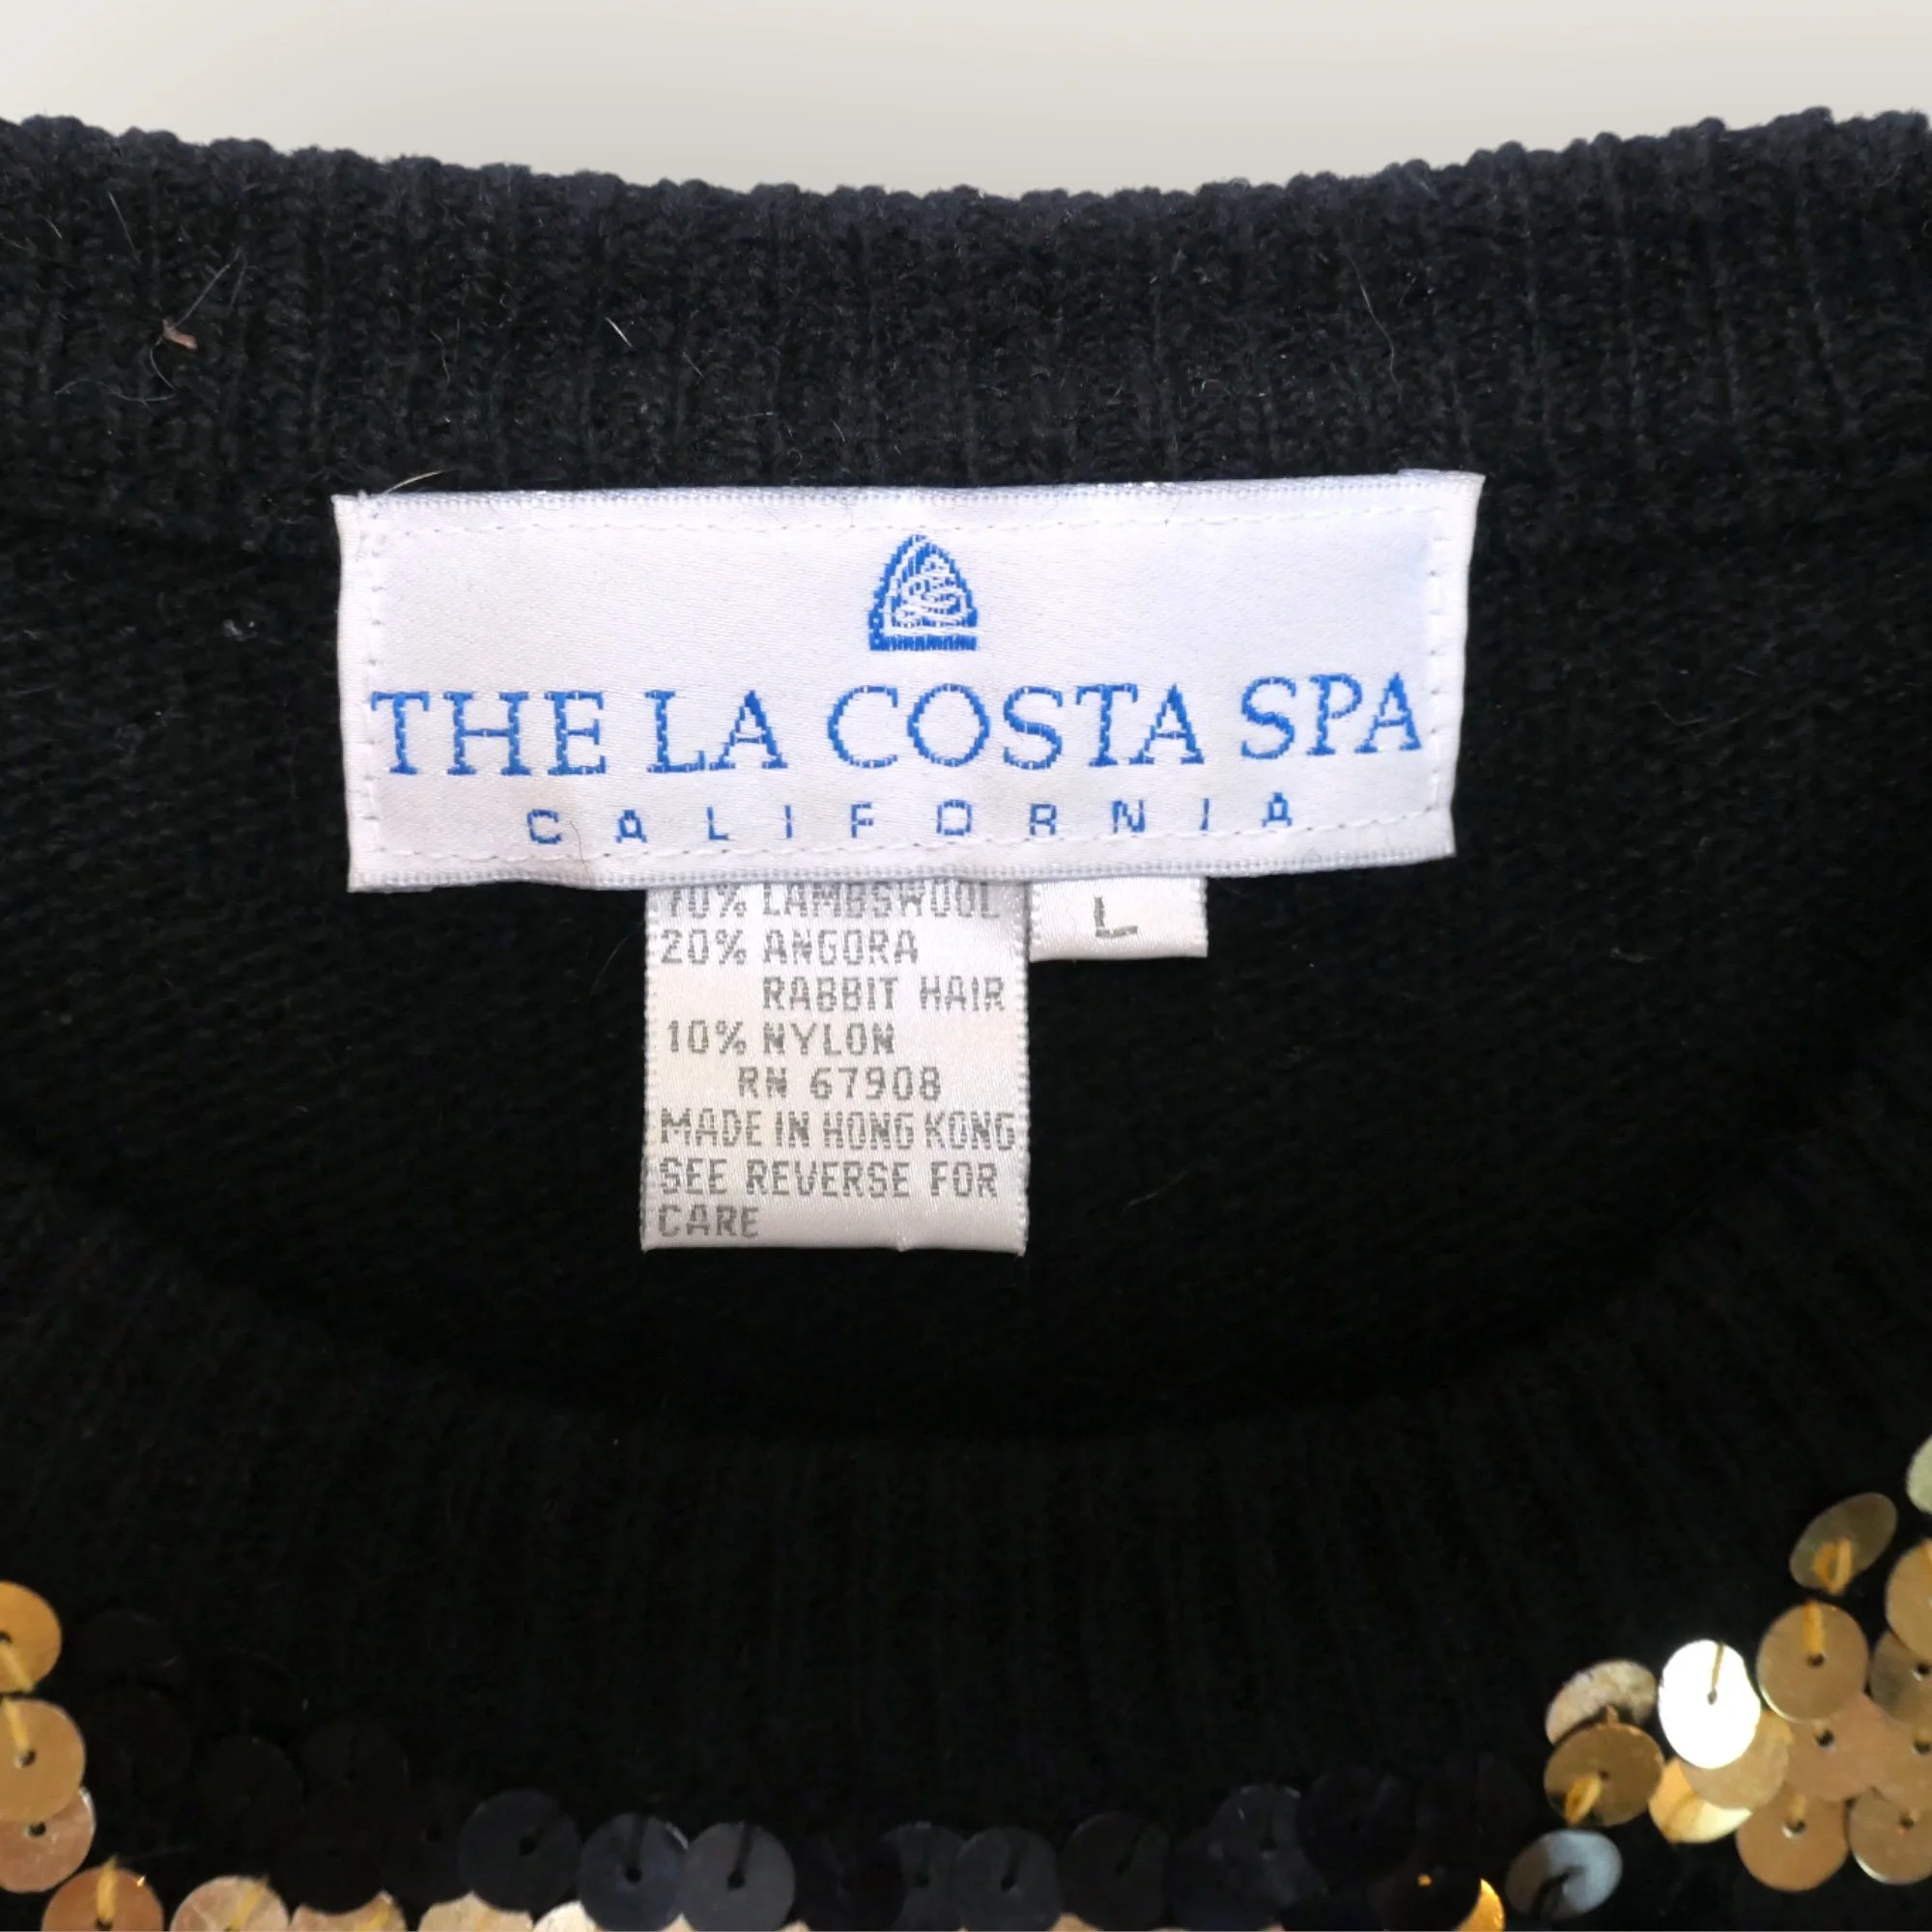 THE LA COSTA SPA
CALIFORNIA
70% LAMBSWOOL
L
20% ANGORA
RABBIT HAIR
10% NYLON
RN 67908
MADE IN HONG KONG
SEE REVERSE FOR
CARE